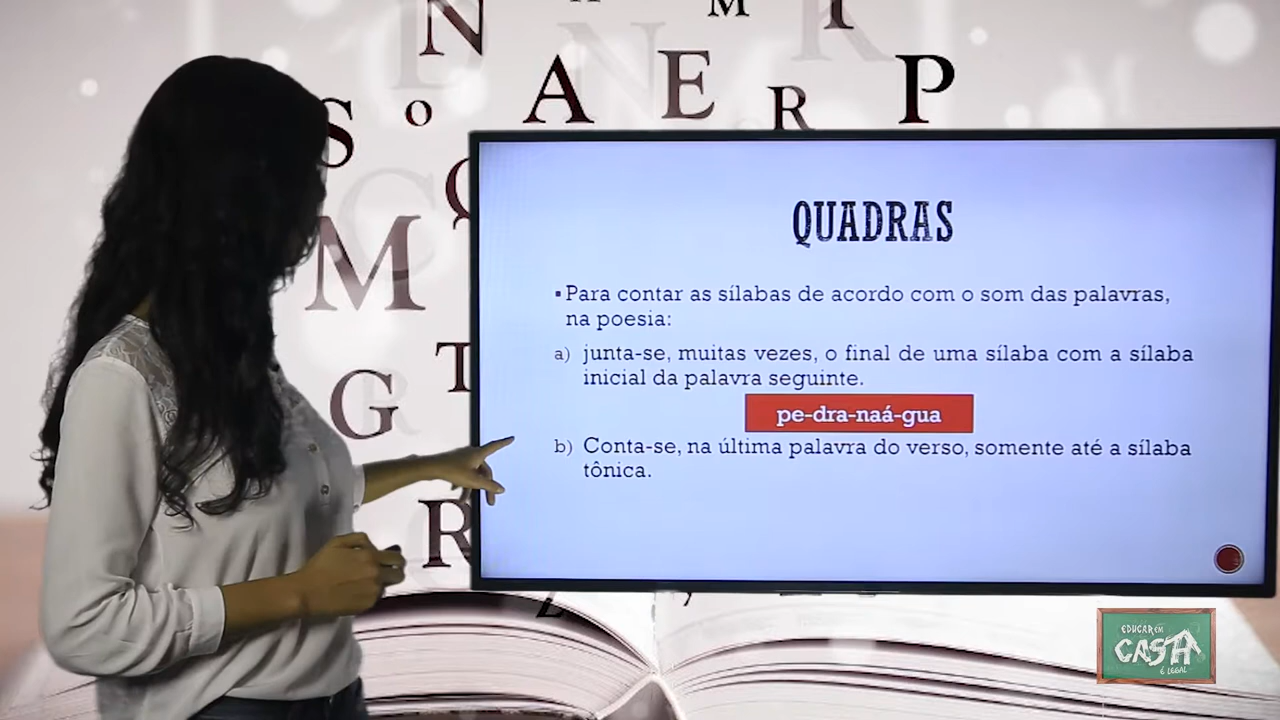 N M
S O A E R P
M
G T
R
QUADRAS
▪Para contar as sílabas de acordo com o som das palavras,
na poesia:
a) junta-se, muitas vezes, o final de uma sílaba com a sílaba
inicial da palavra seguinte.
pe-dra-naá-gua
b) Conta-se, na última palavra do verso, somente até a sílaba
tônica.
EDUCAR EM
CASA
É LEGAL